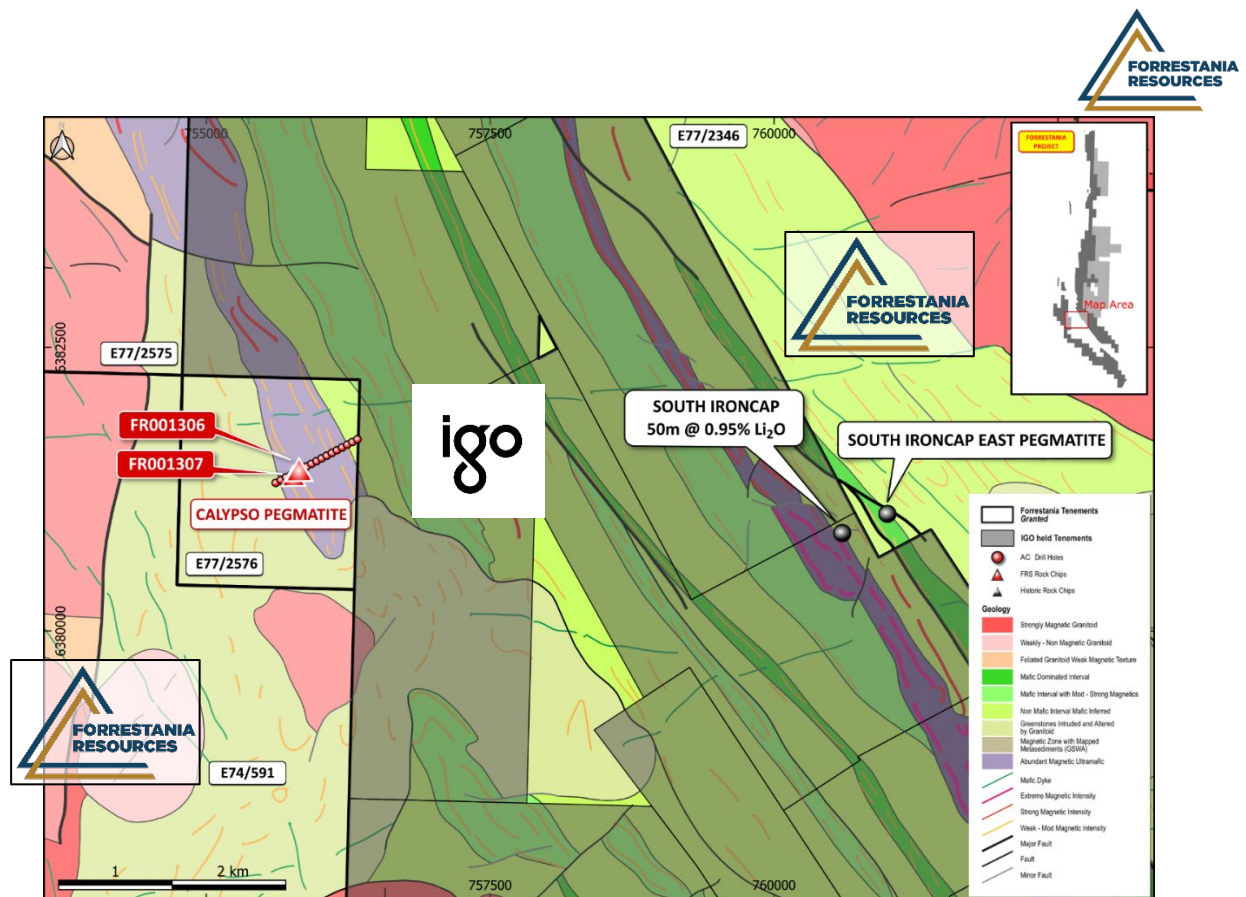 FORRESTANIA
RESOURCES
N
755000
757500
E77/2346
760000
FORRESTANIA
PROJECT
Map Area
FORRESTANIA
RESOURCES
6382500
E77/2575
FR001306
FR001307
CALYPSO PEGMATITE
E77/2576
igo
SOUTH IRONCAP
50m @ 0.95% Li₂O
SOUTH IRONCAP EAST PEGMATITE
6380000
FORRESTANIA
RESOURCES
E74/591
1
2 km
757500
760000
Forrestania Tenements
Granted
IGO held Tenements
AC Drill Holes
FRS Rock Chips
Historic Rock Chips
Geology
Strongly Magnetic Granitoid
Weakly - Non Magnetic Granitoid
Foliated Granitoid Weak Magnetic Texture
Mafic Dominated Interval
Mafic Interval with Mod - Strong Magnetics
Non Mafic Interval Mafic Inferred
Greenstones Intruded and Altered
by Granitoid
Magnetic Zone with Mapped
Metasediments (GSWA)
Abundant Magnetic Ultramafic
Mafic Dyke
Extreme Magnetic Intensity
Strong Magnetic Intensity
Weak - Mod Magnetic Intensity
Major Fault
Fault
Minor Fault